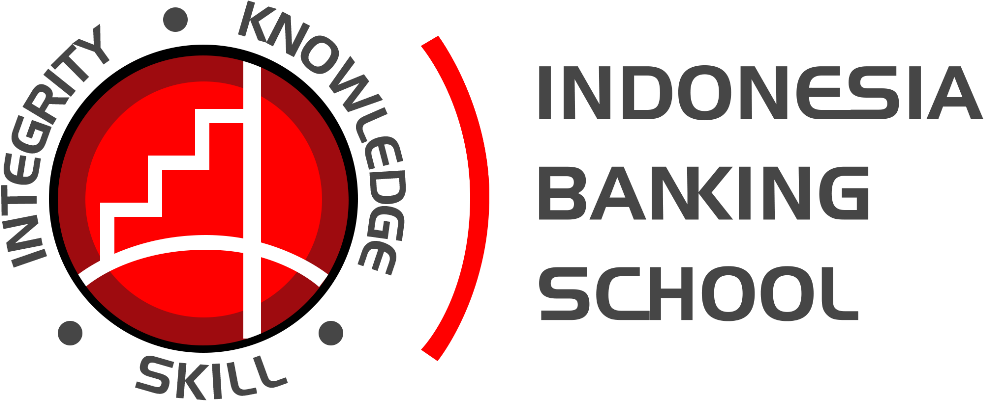 INTEGRITY
KNOWLEDGE
SKILL
INDONESIA
BANKING
SCHOOL